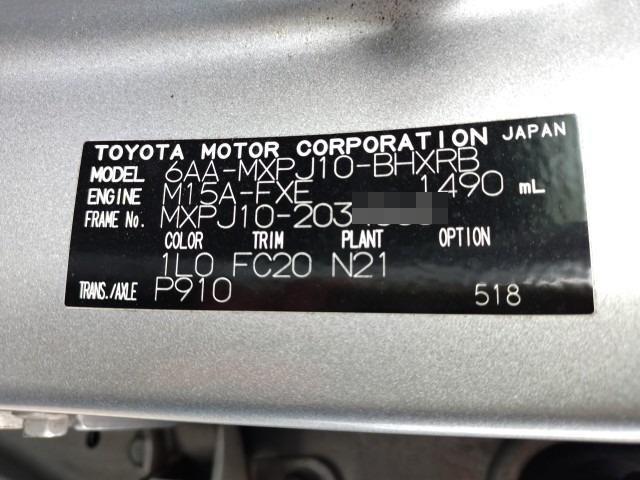 TOYOTA MOTOR CORPORATION JAPAN
MODEL 6AA-MXPJ10-BHXRB
ENGINE M15A-FXE 1490 mL
FRAME No. MXPJ10-203
COLOR TRIM PLANT OPTION
1L0 FC20 N21
TRANS./AXLE P910 518